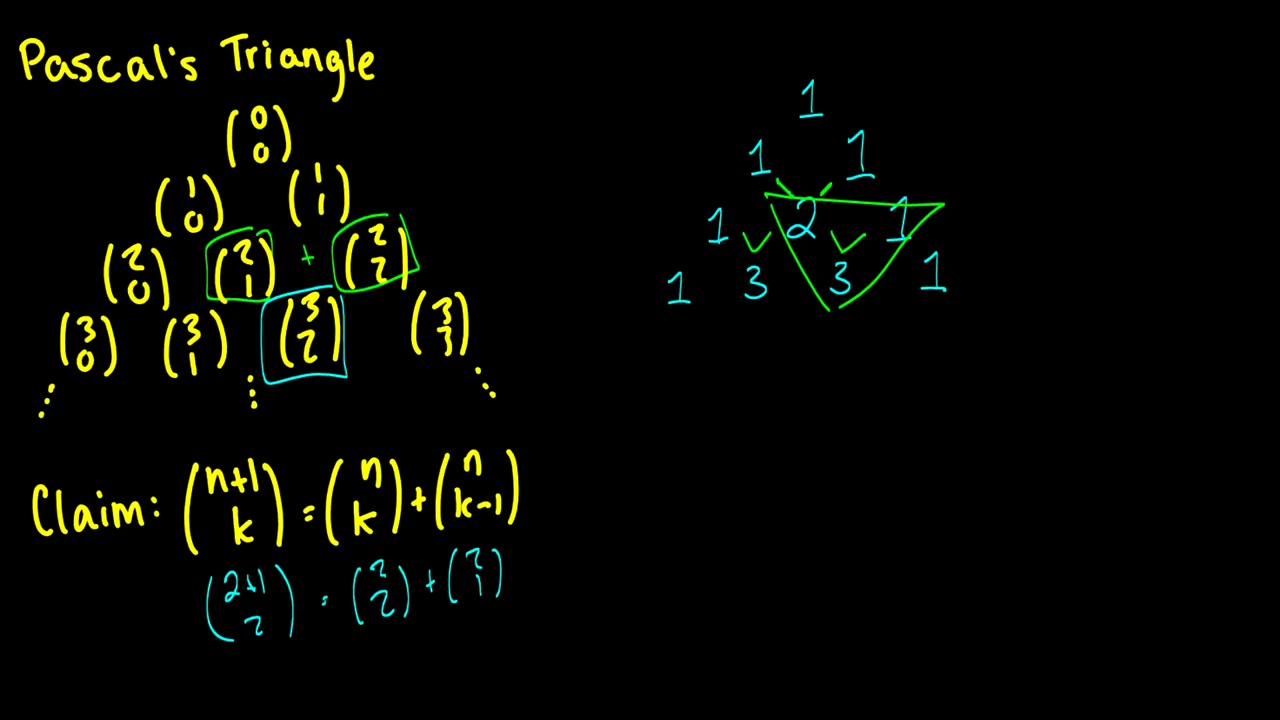 Pascal's Triangle
(0 0)
(1 0) (1 1)
(2 0) (2 1) + (2 2)
(3 0) (3 1) (3 2) (3 3)
⋰ ⋮ ⋱
Claim: (n+1 k) = (n k) + (n k-1)
(2+1 2) = (2 2) + (2 1)
1
1 1
1 2 1
1 3 3 1